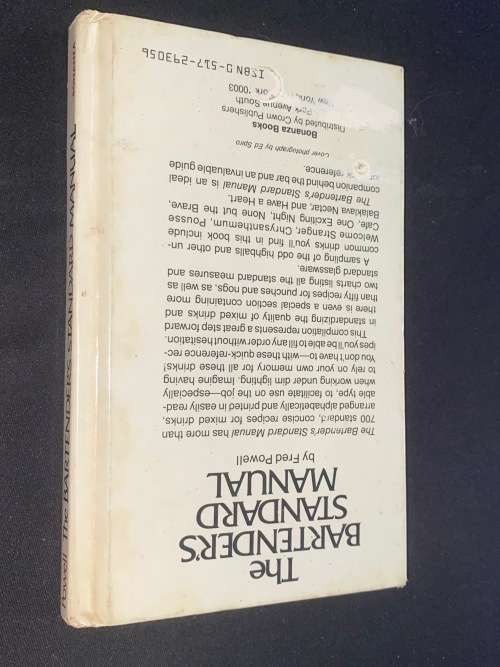 The
BARTENDER'S
STANDARD
MANUAL
by Fred Powell
The Bartender's Standard Manual has more than
700 standard, concise recipes for mixed drinks,
arranged alphabetically and printed in easily read-
able type, to facilitate use on the job—especially
when working under dim lighting. Imagine having
to rely on your own memory for all these drinks!
You don't have to—with these quick-reference rec-
ipes you'll be able to fill any order without hesitation.
This compilation represents a great step forward
in standardizing the quality of mixed drinks and
there is even a special section containing more
than fifty recipes for punches and nogs, as well as
two charts listing all the standard measures and
standard glassware.
A sampling of the odd highballs and other un-
common drinks you'll find in this book include
Welcome Stranger, Chrysanthemum, Pousse
Café, One Exciting Night, None but the Brave,
Balaklava Nectar, and Have a Heart.
The Bartender's Standard Manual is an ideal
companion behind the bar and an invaluable guide
reference.
Cover photograph by Ed Spiro
Bonanza Books
Distributed by Crown Publishers
Park Avenue South
New York, York
ISBN 0-517-293056
Powell The BARTENDER'S STANDARD MANUAL BONANZA